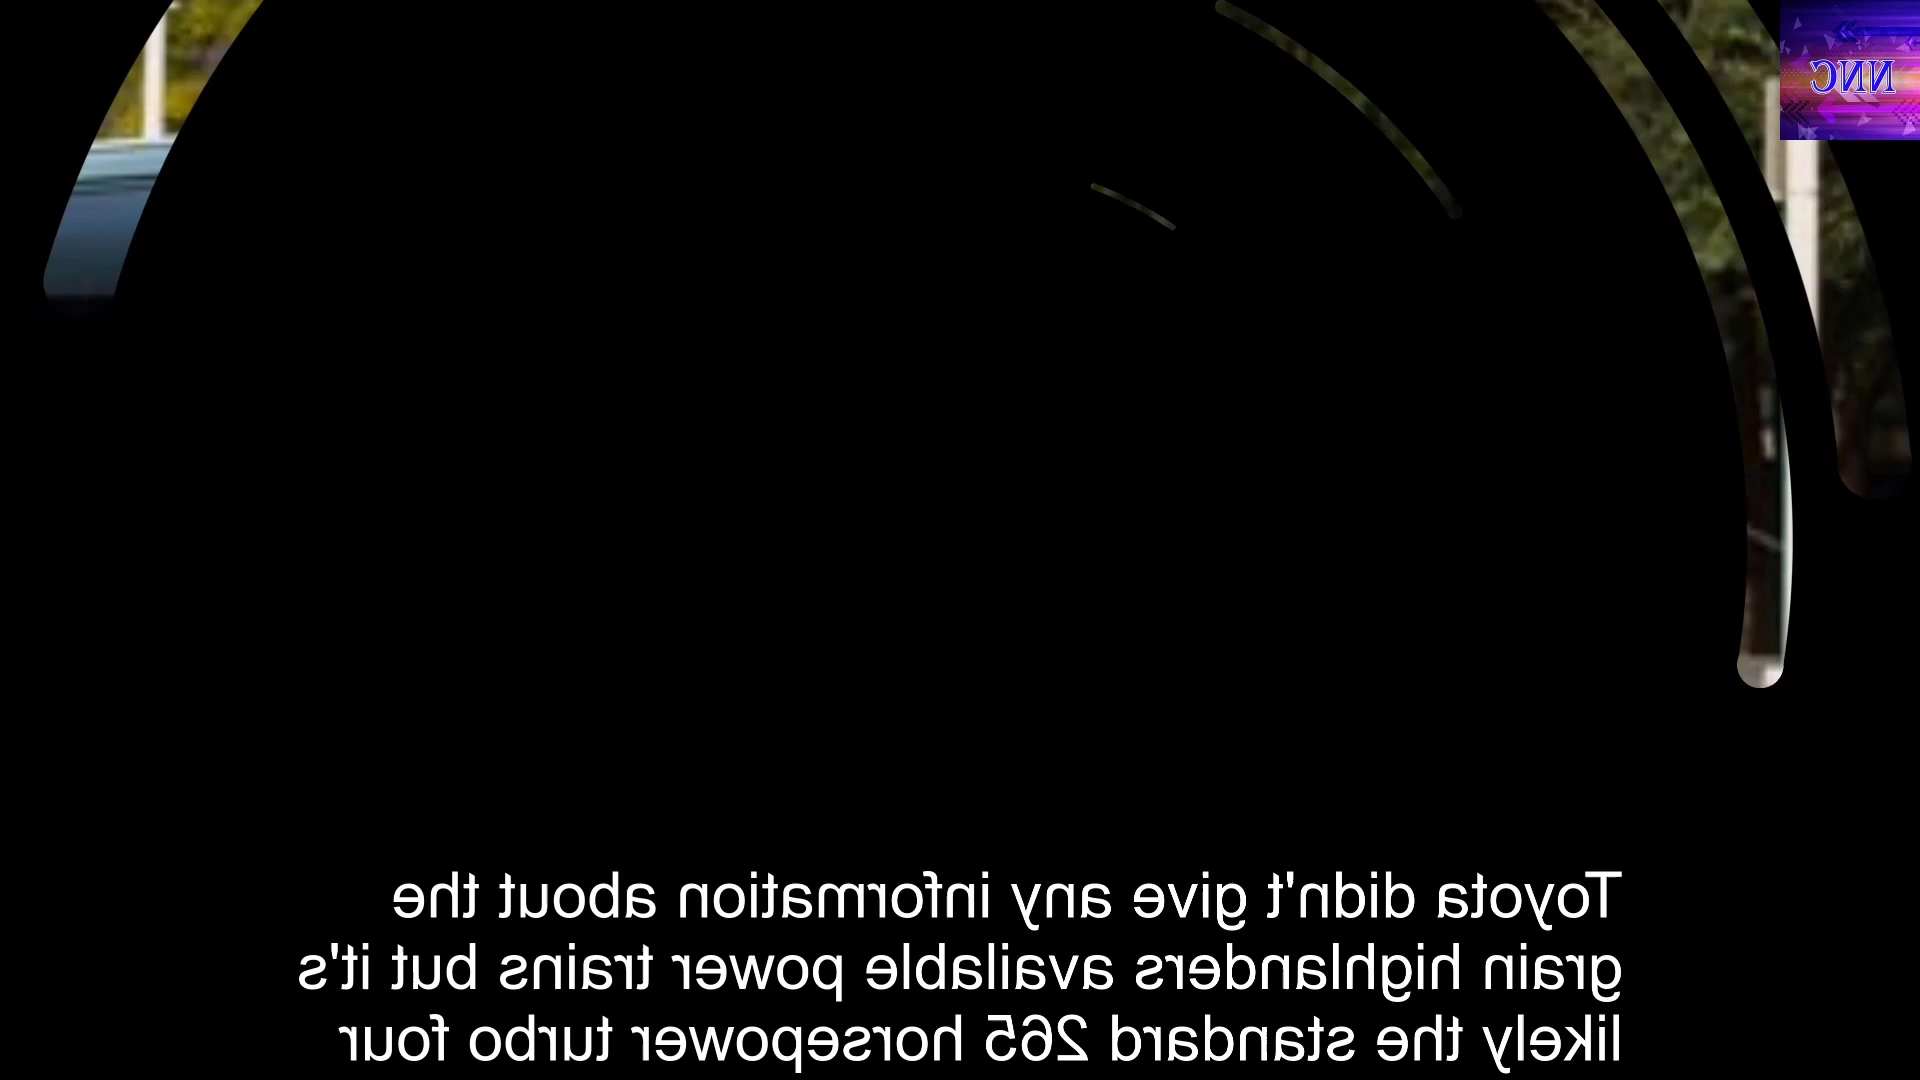 NNC
Toyota didn't give any information about the
grain highlanders available power trains but it's
likely the standard 265 horsepower turbo four